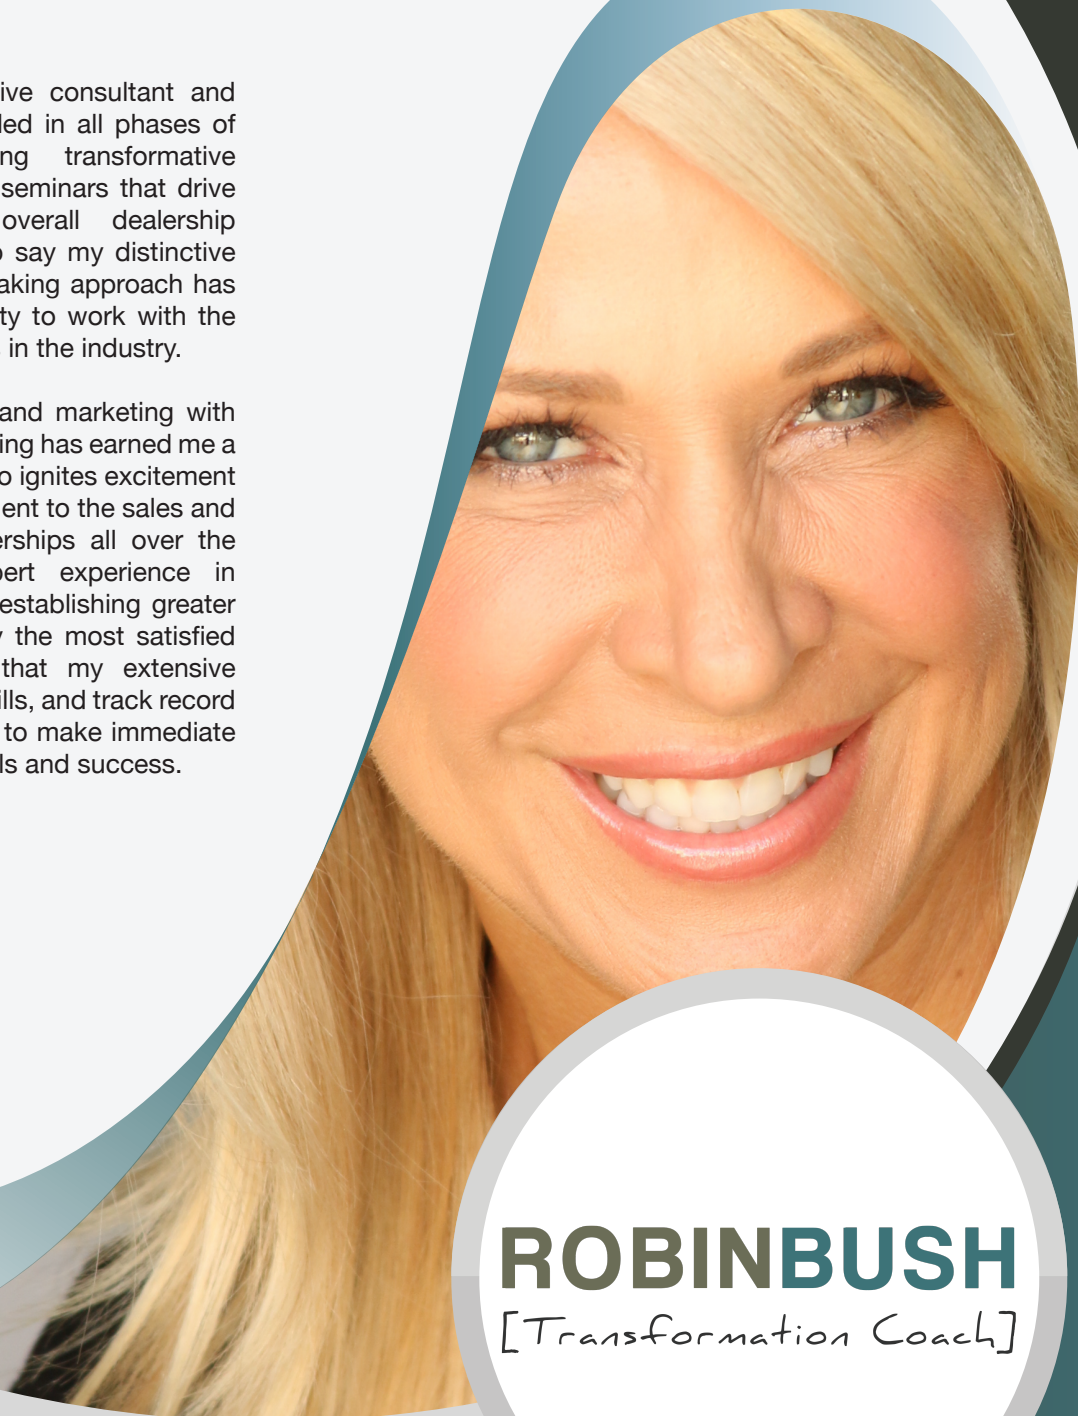 ive consultant and
led in all phases of
ng transformative
seminars that drive
overall dealership
o say my distinctive
aking approach has
ty to work with the
s in the industry.
and marketing with
ing has earned me a
o ignites excitement
ent to the sales and
erships all over the
pert experience in
establishing greater
y the most satisfied
that my extensive
ills, and track record
to make immediate
ls and success.
ROBINBUSH
[Transformation Coach]